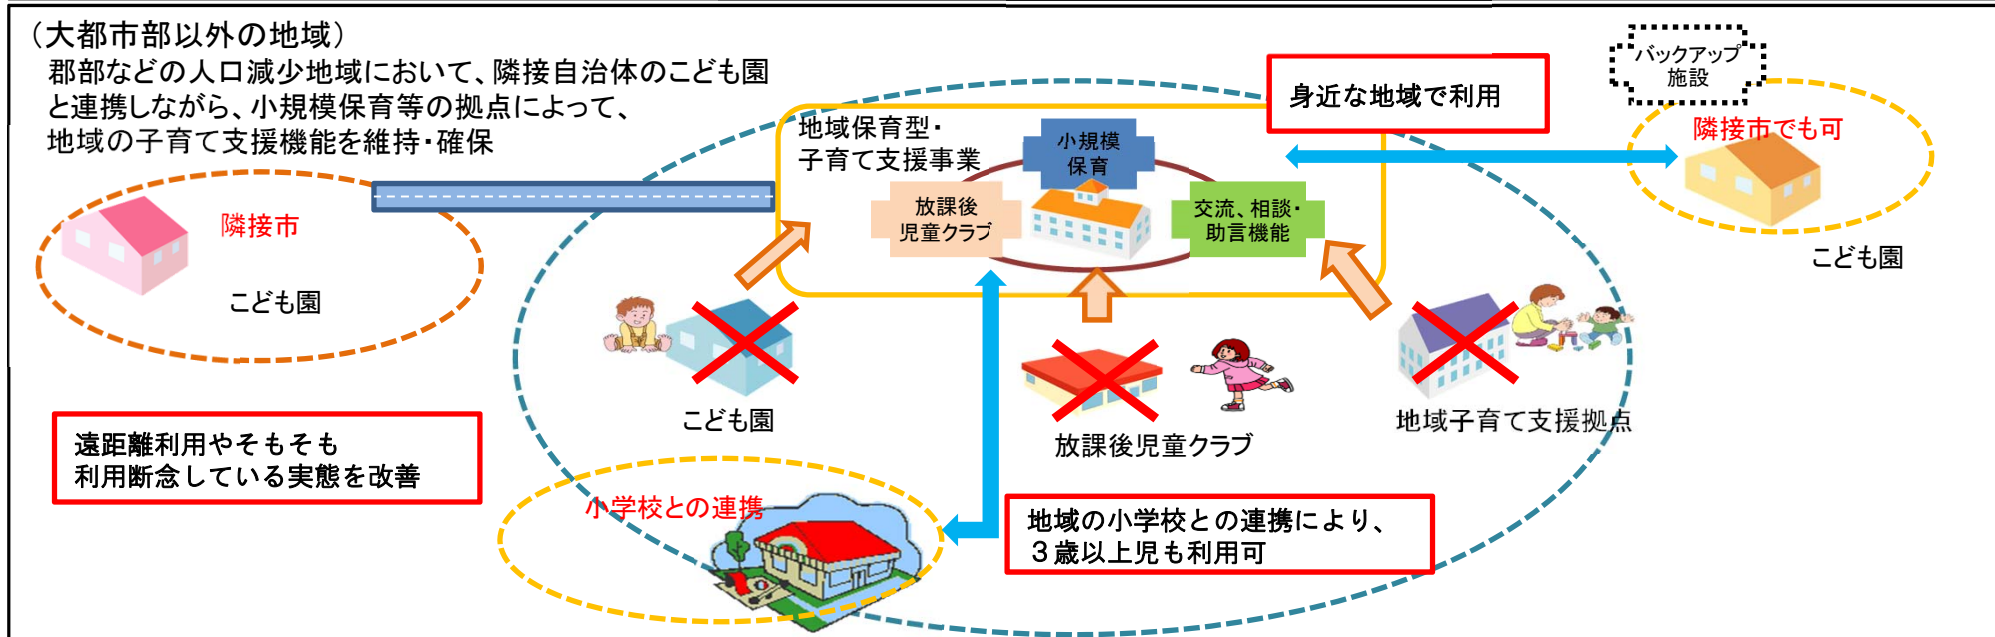 （大都市部以外の地域）
郡部などの人口減少地域において、隣接自治体のこども園
と連携しながら、小規模保育等の拠点によって、
地域の子育て支援機能を維持・確保
隣接市
こども園
遠距離利用やそもそも
利用断念している実態を改善
地域保育型・
子育て支援事業
小規模
保育
放課後
児童クラブ
交流、相談・
助言機能
身近な地域で利用
バックアップ
施設
隣接市でも可
こども園
こども園
放課後児童クラブ
地域子育て支援拠点
小学校との連携
地域の小学校との連携により、
３歳以上児も利用可